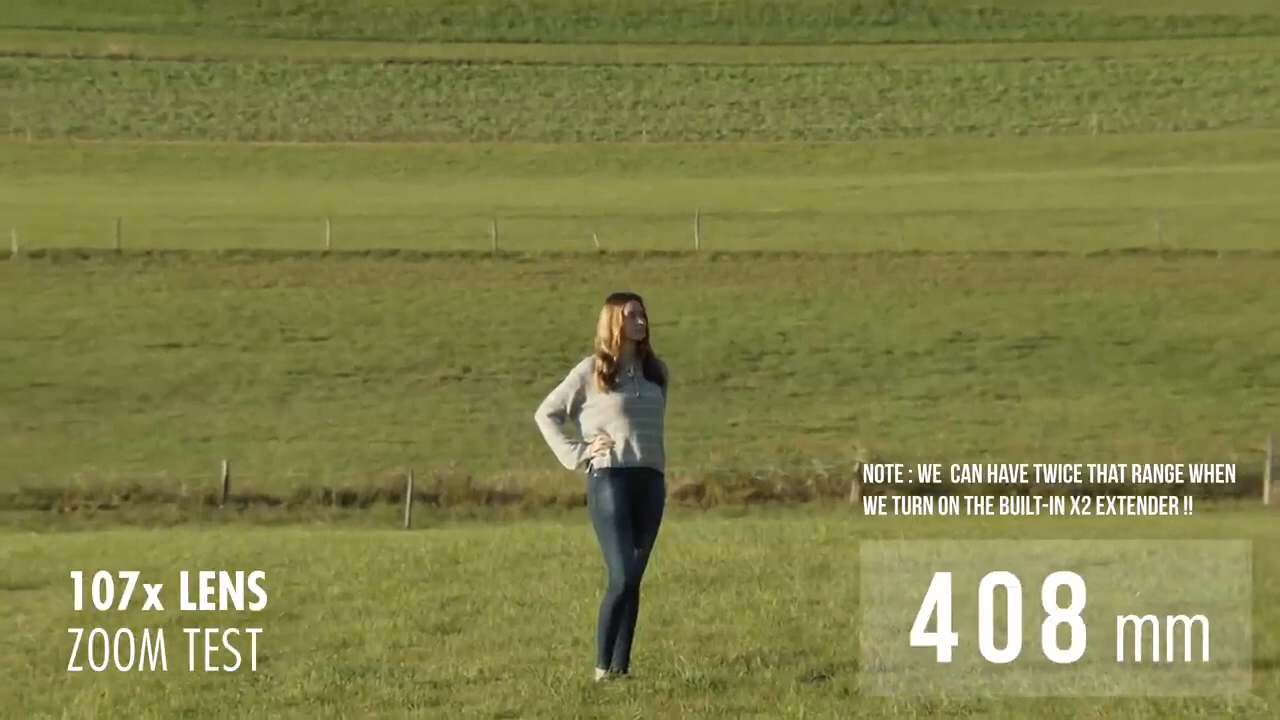 NOTE : WE CAN HAVE TWICE THAT RANGE WHEN
WE TURN ON THE BUILT-IN X2 EXTENDER !!
107x LENS
ZOOM TEST
408 mm